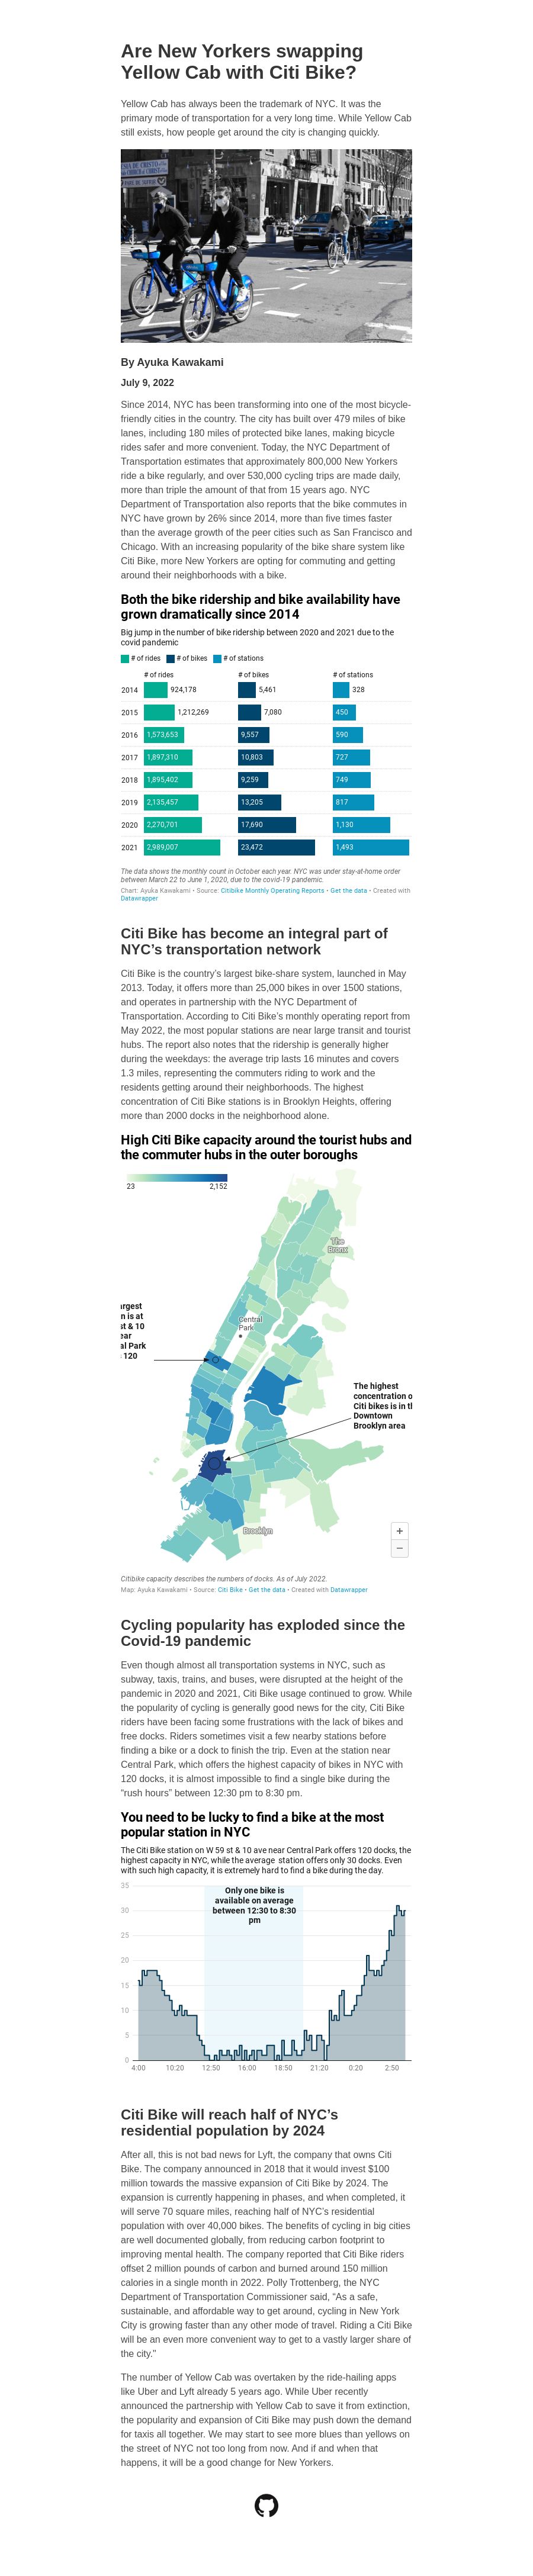 Are New Yorkers swapping
Yellow Cab with Citi Bike?
Yellow Cab has always been the trademark of NYC. It was the
primary mode of transportation for a very long time. While Yellow Cab
still exists, how people get around the city is changing quickly.
By Ayuka Kawakami
July 9, 2022
Since 2014, NYC has been transforming into one of the most bicycle-
friendly cities in the country. The city has built over 479 miles of bike
lanes, including 180 miles of protected bike lanes, making bicycle
rides safer and more convenient. Today, the NYC Department of
Transportation estimates that approximately 800,000 New Yorkers
ride a bike regularly, and over 530,000 cycling trips are made daily,
more than triple the amount of that from 15 years ago. NYC
Department of Transportation also reports that the bike commutes in
NYC have grown by 26% since 2014, more than five times faster
than the average growth of the peer cities such as San Francisco and
Chicago. With an increasing popularity of the bike share system like
Citi Bike, more New Yorkers are opting for commuting and getting
around their neighborhoods with a bike.
Both the bike ridership and bike availability have
grown dramatically since 2014
Big jump in the number of bike ridership between 2020 and 2021 due to the
covid pandemic
# of rides # of bikes # of stations
# of rides # of bikes # of stations
2014 924,178 5,461 328
2015 1,212,269 7,080 450
2016 1,573,653 9,557 590
2017 1,897,310 10,803 727
2018 1,895,402 9,259 749
2019 2,135,457 13,205 817
2020 2,270,701 17,690 1,130
2021 2,989,007 23,472 1,493
The data shows the monthly count in October each year. NYC was under stay-at-home order
between March 22 to June 1, 2020, due to the covid-19 pandemic.
Chart: Ayuka Kawakami • Source: Citibike Monthly Operating Reports • Get the data • Created with
Datawrapper
Citi Bike has become an integral part of
NYC’s transportation network
Citi Bike is the country’s largest bike-share system, launched in May
2013. Today, it offers more than 25,000 bikes in over 1500 stations,
and operates in partnership with the NYC Department of
Transportation. According to Citi Bike’s monthly operating report from
May 2022, the most popular stations are near large transit and tourist
hubs. The report also notes that the ridership is generally higher
during the weekdays: the average trip lasts 16 minutes and covers
1.3 miles, representing the commuters riding to work and the
residents getting around their neighborhoods. The highest
concentration of Citi Bike stations is in Brooklyn Heights, offering
more than 2000 docks in the neighborhood alone.
High Citi Bike capacity around the tourist hubs and
the commuter hubs in the outer boroughs
23 2,152
The
Bronx
argest
n is at
st & 10
ear
al Park
120
Central
Park
The highest
concentration o
Citi bikes is in tl
Downtown
Brooklyn area
Brooklyn
+
−
Citibike capacity describes the numbers of docks. As of July 2022.
Map: Ayuka Kawakami • Source: Citi Bike • Get the data • Created with Datawrapper
Cycling popularity has exploded since the
Covid-19 pandemic
Even though almost all transportation systems in NYC, such as
subway, taxis, trains, and buses, were disrupted at the height of the
pandemic in 2020 and 2021, Citi Bike usage continued to grow. While
the popularity of cycling is generally good news for the city, Citi Bike
riders have been facing some frustrations with the lack of bikes and
free docks. Riders sometimes visit a few nearby stations before
finding a bike or a dock to finish the trip. Even at the station near
Central Park, which offers the highest capacity of bikes in NYC with
120 docks, it is almost impossible to find a single bike during the
“rush hours” between 12:30 pm to 8:30 pm.
You need to be lucky to find a bike at the most
popular station in NYC
The Citi Bike station on W 59 st & 10 ave near Central Park offers 120 docks, the
highest capacity in NYC, while the average station offers only 30 docks. Even
with such high capacity, it is extremely hard to find a bike during the day.
35
Only one bike is
available on average
between 12:30 to 8:30
pm
30
25
20
15
10
5
0
4:00 10:20 12:50 16:00 18:50 21:20 0:20 2:50
Citi Bike will reach half of NYC’s
residential population by 2024
After all, this is not bad news for Lyft, the company that owns Citi
Bike. The company announced in 2018 that it would invest $100
million towards the massive expansion of Citi Bike by 2024. The
expansion is currently happening in phases, and when completed, it
will serve 70 square miles, reaching half of NYC’s residential
population with over 40,000 bikes. The benefits of cycling in big cities
are well documented globally, from reducing carbon footprint to
improving mental health. The company reported that Citi Bike riders
offset 2 million pounds of carbon and burned around 150 million
calories in a single month in 2022. Polly Trottenberg, the NYC
Department of Transportation Commissioner said, “As a safe,
sustainable, and affordable way to get around, cycling in New York
City is growing faster than any other mode of travel. Riding a Citi Bike
will be an even more convenient way to get to a vastly larger share of
the city.”
The number of Yellow Cab was overtaken by the ride-hailing apps
like Uber and Lyft already 5 years ago. While Uber recently
announced the partnership with Yellow Cab to save it from extinction,
the popularity and expansion of Citi Bike may push down the demand
for taxis all together. We may start to see more blues than yellows on
the street of NYC not too long from now. And if and when that
happens, it will be a good change for New Yorkers.